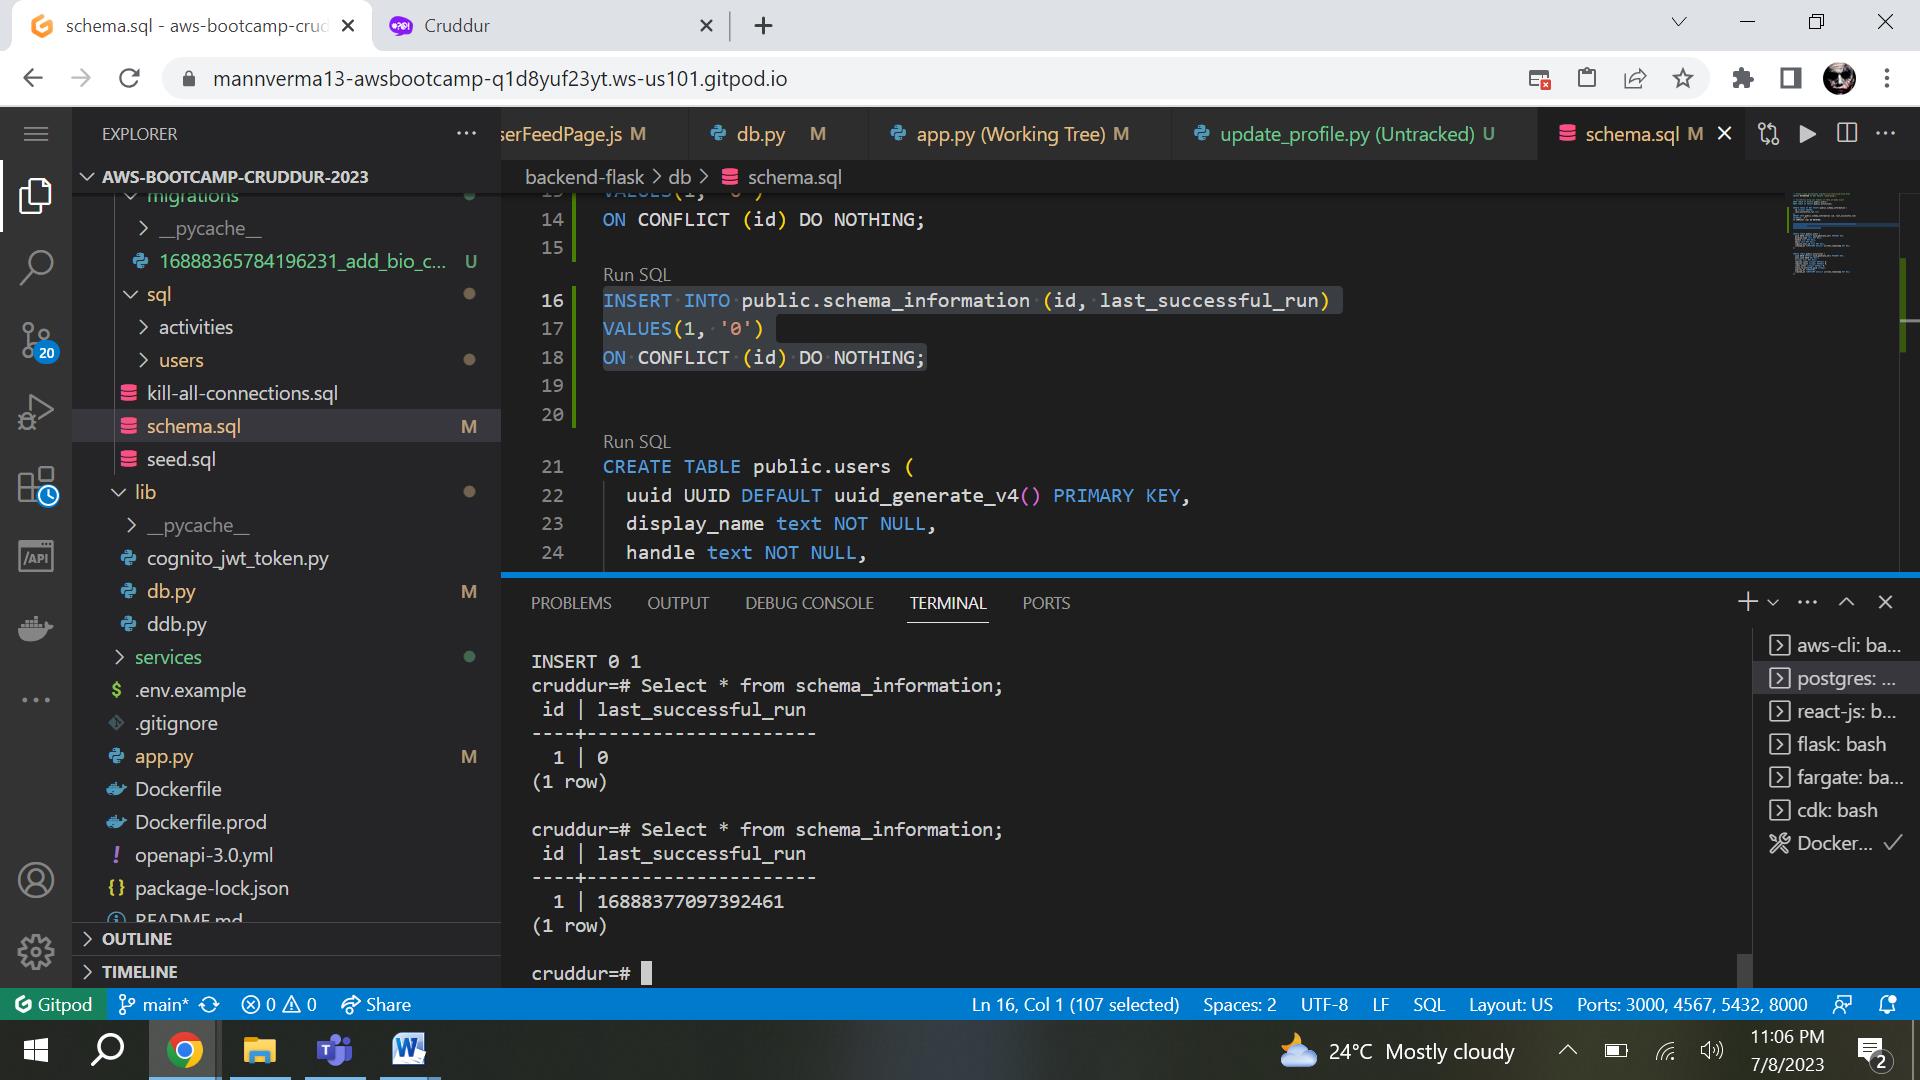 schema.sql - aws-bootcamp-crud
Cruddur
mannverma13-awsbootcamp-q1d8yuf23yt.ws-us101.gitpod.io
EXPLORER
serFeedPage.js M
db.py M
app.py (Working Tree) M
update_profile.py (Untracked) U
schema.sql M
AWS-BOOTCAMP-CRUDDUR-2023
backend-flask > db > schema.sql
migrations
__pycache__
16888365784196231_add_bio_c... U
sql
activities
users
kill-all-connections.sql
schema.sql M
seed.sql
lib
__pycache__
cognito_jwt_token.py
db.py M
ddb.py
services
.env.example
.gitignore
app.py M
Dockerfile
Dockerfile.prod
openapi-3.0.yml
package-lock.json
README.md
OUTLINE
TIMELINE
20
/API
13 VALUES(1, '0')
14 ON CONFLICT (id) DO NOTHING;
15
Run SQL
16 INSERT INTO public.schema_information (id, last_successful_run)
17 VALUES(1, '0')
18 ON CONFLICT (id) DO NOTHING;
19
20
Run SQL
21 CREATE TABLE public.users (
22 uuid UUID DEFAULT uuid_generate_v4() PRIMARY KEY,
23 display_name text NOT NULL,
24 handle text NOT NULL,
PROBLEMS OUTPUT DEBUG CONSOLE TERMINAL PORTS
INSERT 0 1
cruddur=# Select * from schema_information;
id | last_successful_run
----+---------------------
1 | 0
(1 row)
cruddur=# Select * from schema_information;
id | last_successful_run
----+---------------------
1 | 16888377097392461
(1 row)
cruddur=#
aws-cli: ba...
postgres: ...
react-js: b...
flask: bash
fargate: ba...
cdk: bash
Docker...
Gitpod main* 0 0 Share
Ln 16, Col 1 (107 selected) Spaces: 2 UTF-8 LF SQL Layout: US Ports: 3000, 4567, 5432, 8000
24°C Mostly cloudy
11:06 PM
7/8/2023
2